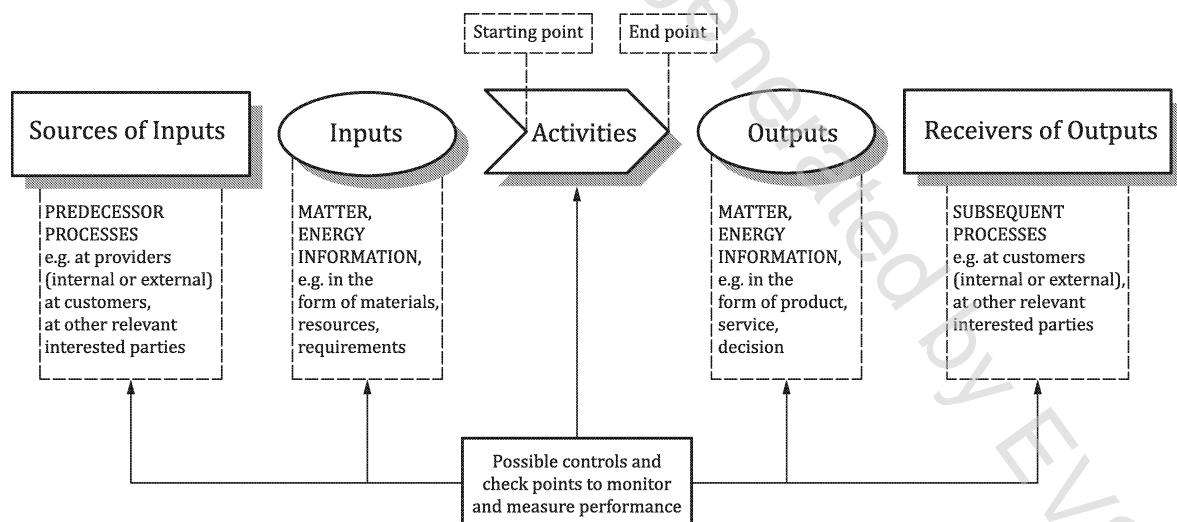 Starting point
End point
Sources of Inputs
Inputs
Activities
Outputs
Receivers of Outputs
PREDECESSOR
PROCESSES
e.g. at providers
(internal or external)
at customers,
at other relevant
interested parties
MATTER,
ENERGY
INFORMATION,
e.g. in the
form of materials,
resources,
requirements
MATTER,
ENERGY
INFORMATION,
e.g. in the
form of product,
service,
decision
SUBSEQUENT
PROCESSES
e.g. at customers
(internal or external),
at other relevant
interested parties
Possible controls and
check points to monitor
and measure performance
generated by EVS